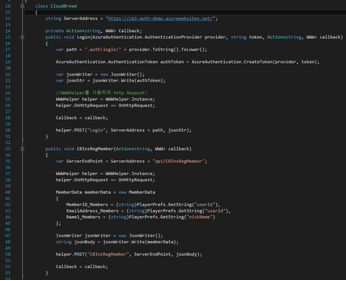 10 class CloudBread
11 {
12 string ServerAddress = "https://cb2-auth-demo.azurewebsites.net/";
13
14 private Action<string, WWW> Callback;
15 public void Login(AzureAuthentication.AuthenticationProvider provider, string token, Action<string, WWW> callback)
16 {
17 var path = ".auth/login/" + provider.ToString().ToLower();
18
19 AzureAuthentication.AuthenticationToken authToken = AzureAuthentication.CreateToken(provider, token);
20
21 var jsonWriter = new JsonWriter();
22 var jsonStr = jsonWriter.Write(authToken);
23
24 //WWWHelper를 사용하여 Http Reqeust!
25 WWWHelper helper = WWWHelper.Instance;
26 helper.OnHttpRequest += OnHttpRequest;
27
28 Callback = callback;
29
30 helper.POST("Login", ServerAddress + path, jsonStr);
31 }
32
33 public void CBInsRegMember(Action<string, WWW> callback)
34 {
35 var ServerEndPoint = ServerAddress + "api/CBInsRegMember";
36
37 WWWHelper helper = WWWHelper.Instance;
38 helper.OnHttpRequest += OnHttpRequest;
39
40 MemberData memberData = new MemberData
41 {
42 MemberID_Members = (string)PlayerPrefs.GetString("userId"),
43 EmailAddress_Members = (string)PlayerPrefs.GetString("userId"),
44 Name1_Members = (string)PlayerPrefs.GetString("nickName")
45 };
46
47 JsonWriter jsonWriter = new JsonWriter();
48 string jsonBody = jsonWriter.Write(memberData);
49
50 helper.POST("CBInsRegMember", ServerEndPoint, jsonBody);
51
52 Callback = callback;
53 }